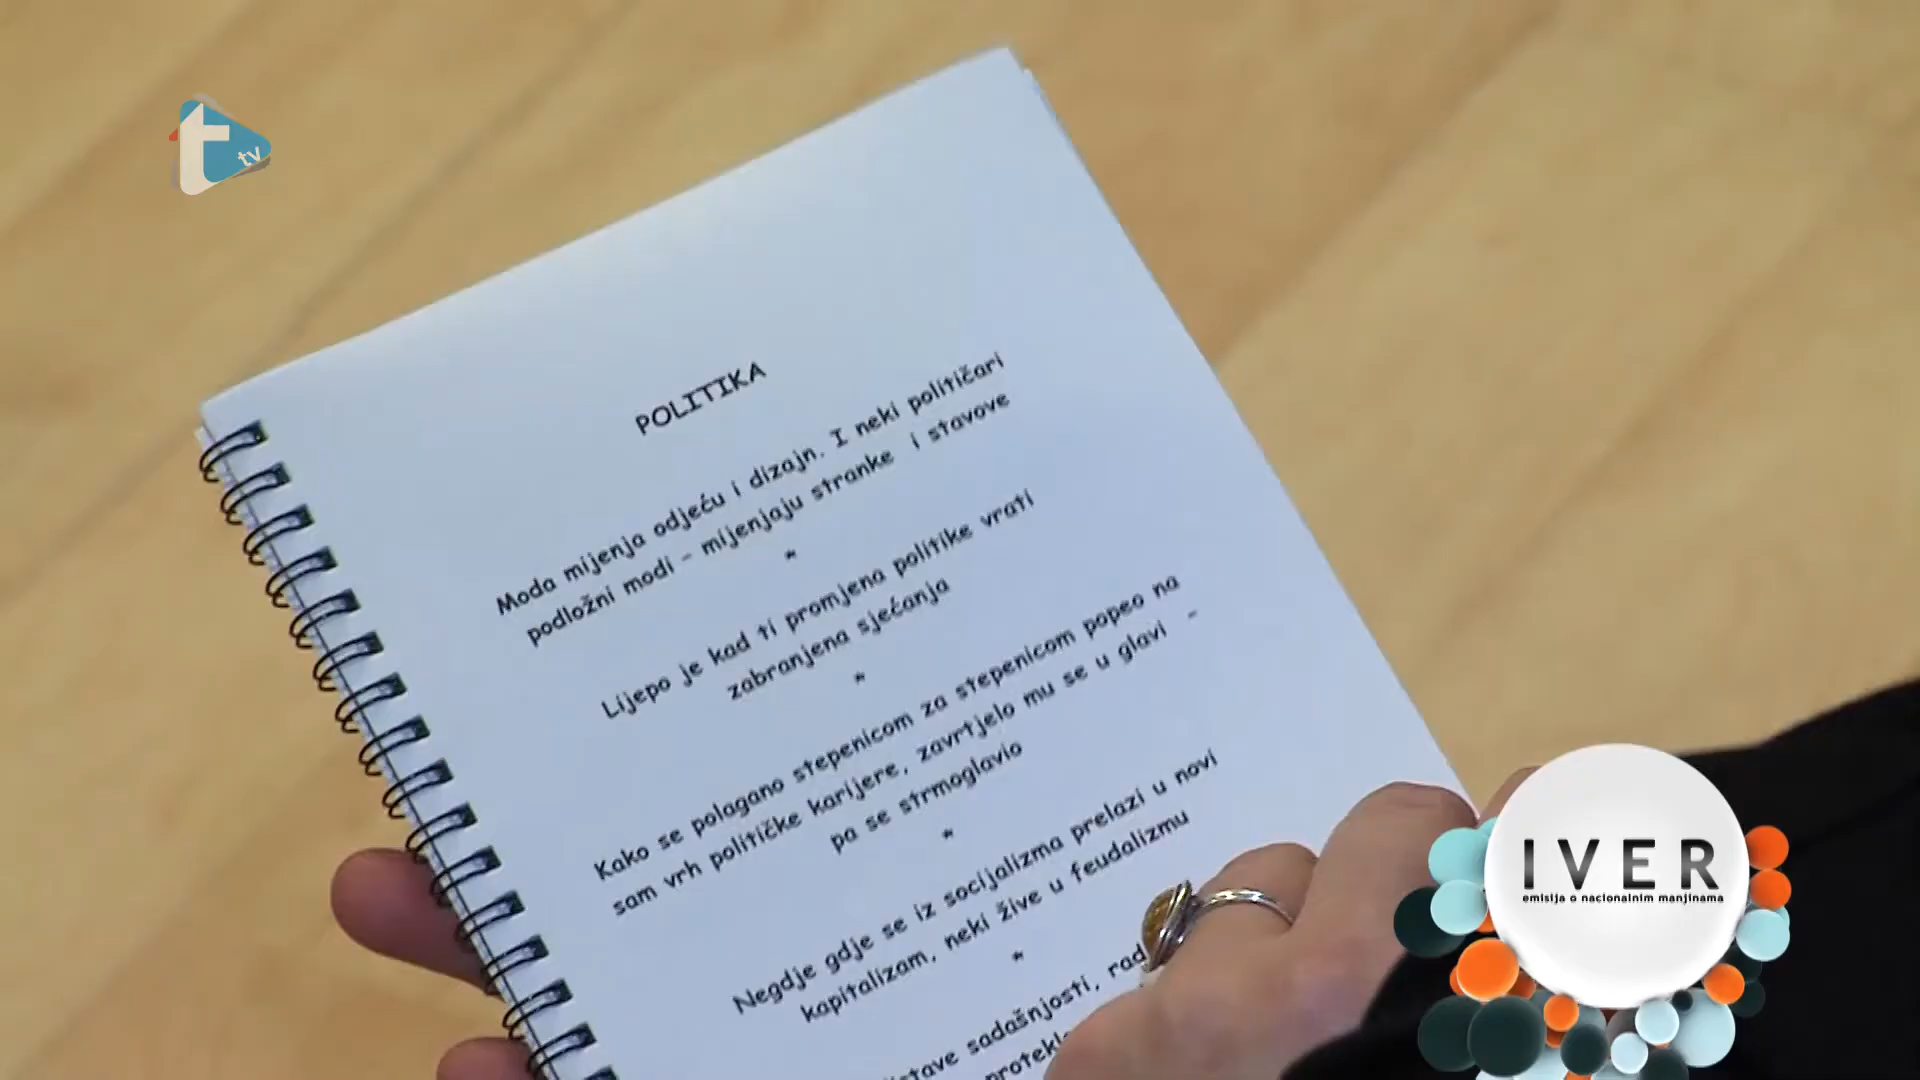 t
tv
POLITIKA
Moda mijenja odjeću i dizajn. I neki političari
podložni modi - mijenjaju stranke i stavove
*
Lijepo je kad ti promjena politike vrati
zabranjena sjećanja
*
Kako se polagano stepenicom za stepenicom popeo na
sam vrh političke karijere, zavrtjelo mu se u glavi -
pa se strmoglavio
*
Negdje gdje se iz socijalizma prelazi u novi
kapitalizam, neki žive u feudalizmu
*
sadašnjosti,
IVER
emisija o nacionalnim manjinama